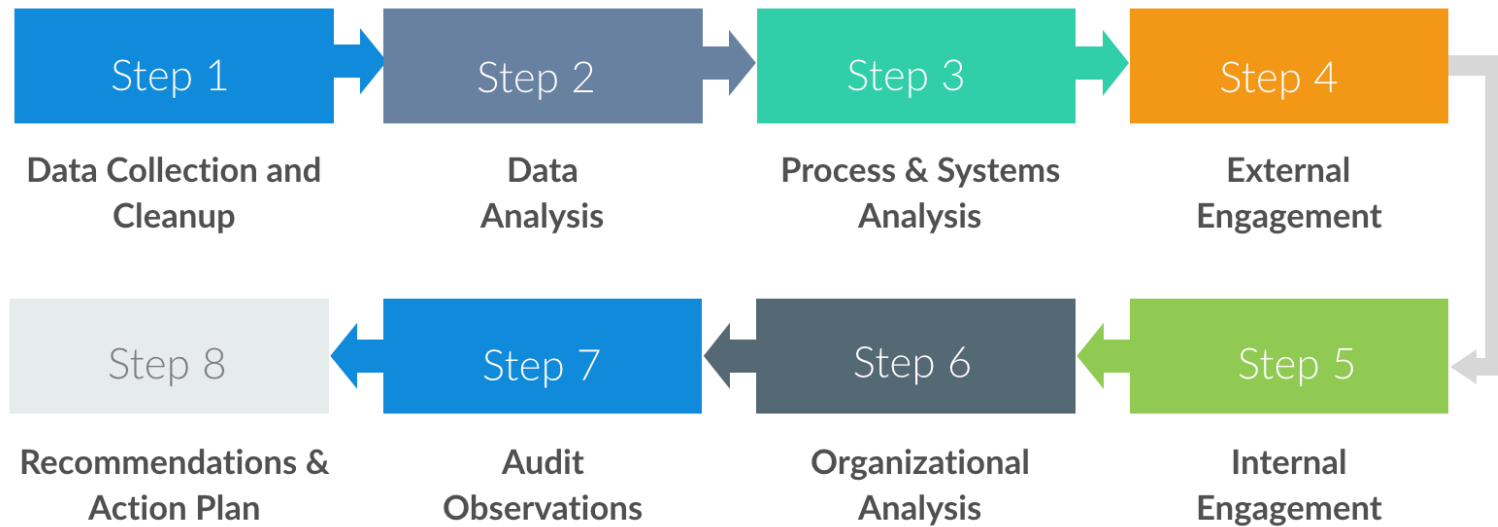 Step 1
Data Collection and
Cleanup
Step 2
Data
Analysis
Step 3
Process & Systems
Analysis
Step 4
External
Engagement
Step 5
Internal
Engagement
Step 6
Organizational
Analysis
Step 7
Audit
Observations
Step 8
Recommendations &
Action Plan